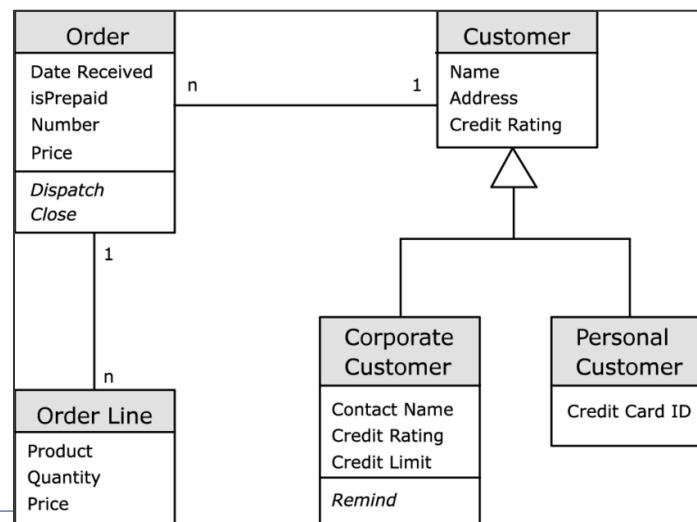 Order
Date Received
isPrepaid
Number
Price
Dispatch
Close
n
1
Customer
Name
Address
Credit Rating
1
n
Order Line
Product
Quantity
Price
Corporate
Customer
Contact Name
Credit Rating
Credit Limit
Remind
Personal
Customer
Credit Card ID